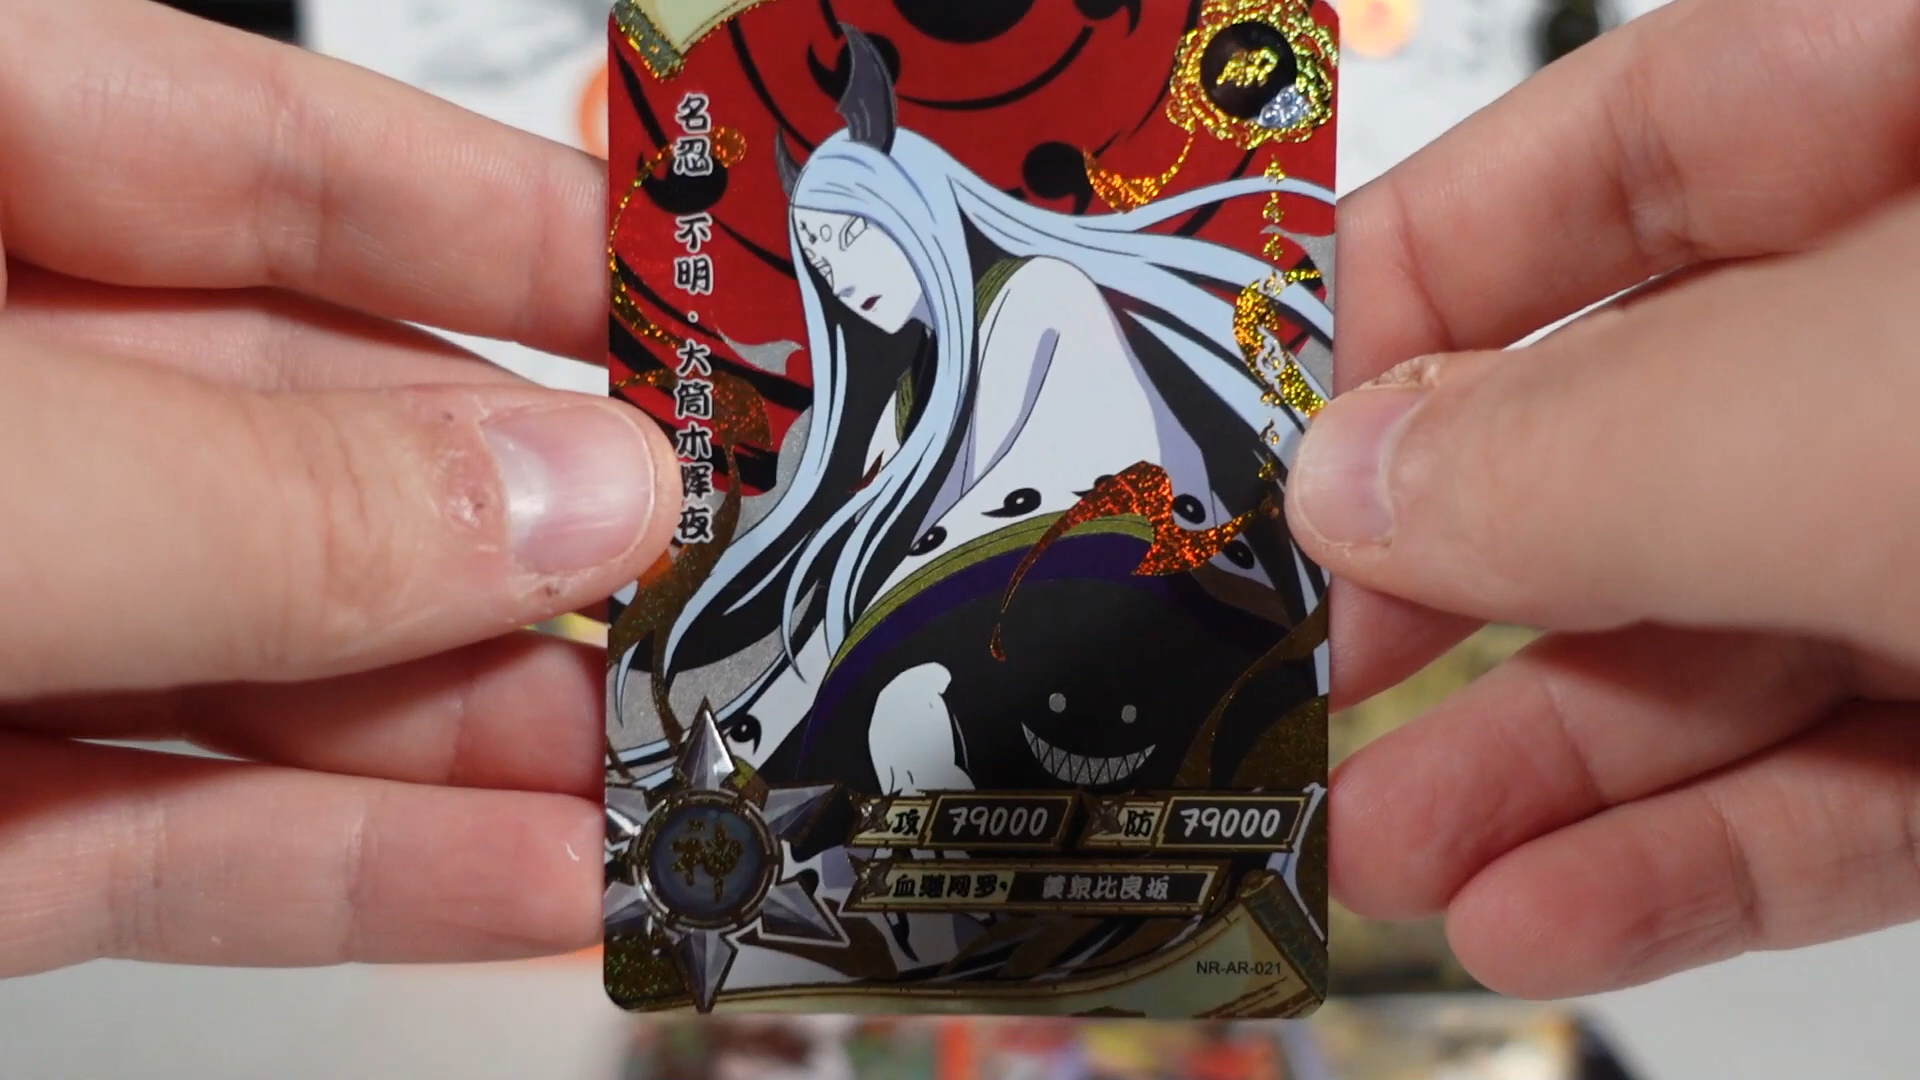 名忍 不明·大筒木辉夜
神
攻 79000 防 79000
血继网罗· 黄泉比良坂
NR-AR-021